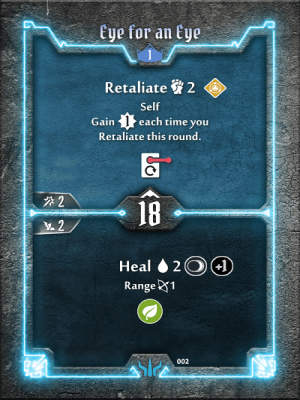 Eye for an Eye
1
Retaliate 2
Self
Gain 1 each time you
Retaliate this round.
2
18
2
Heal 2 +1
Range 1
002